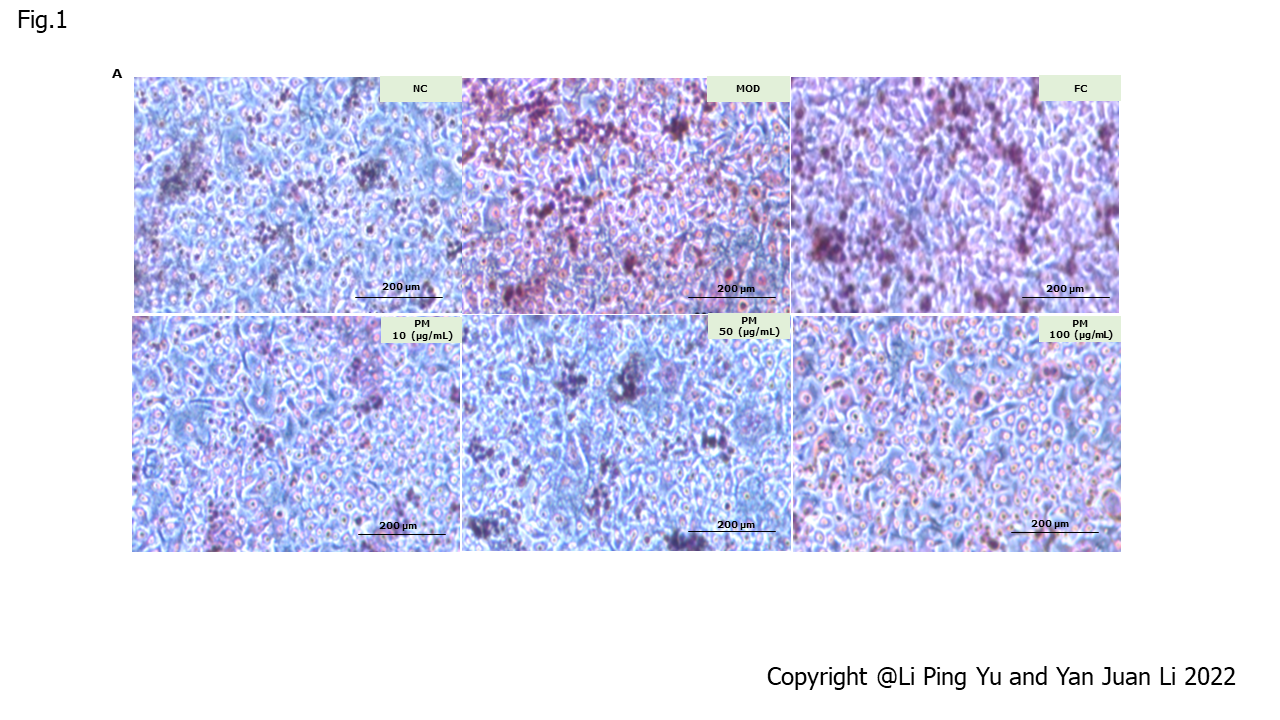 Fig.1
A
NC
MOD
FC
200 µm
200 µm
200 µm
PM
10 (µg/mL)
PM
50 (µg/mL)
PM
100 (µg/mL)
200 µm
200 µm
200 µm
Copyright @Li Ping Yu and Yan Juan Li 2022